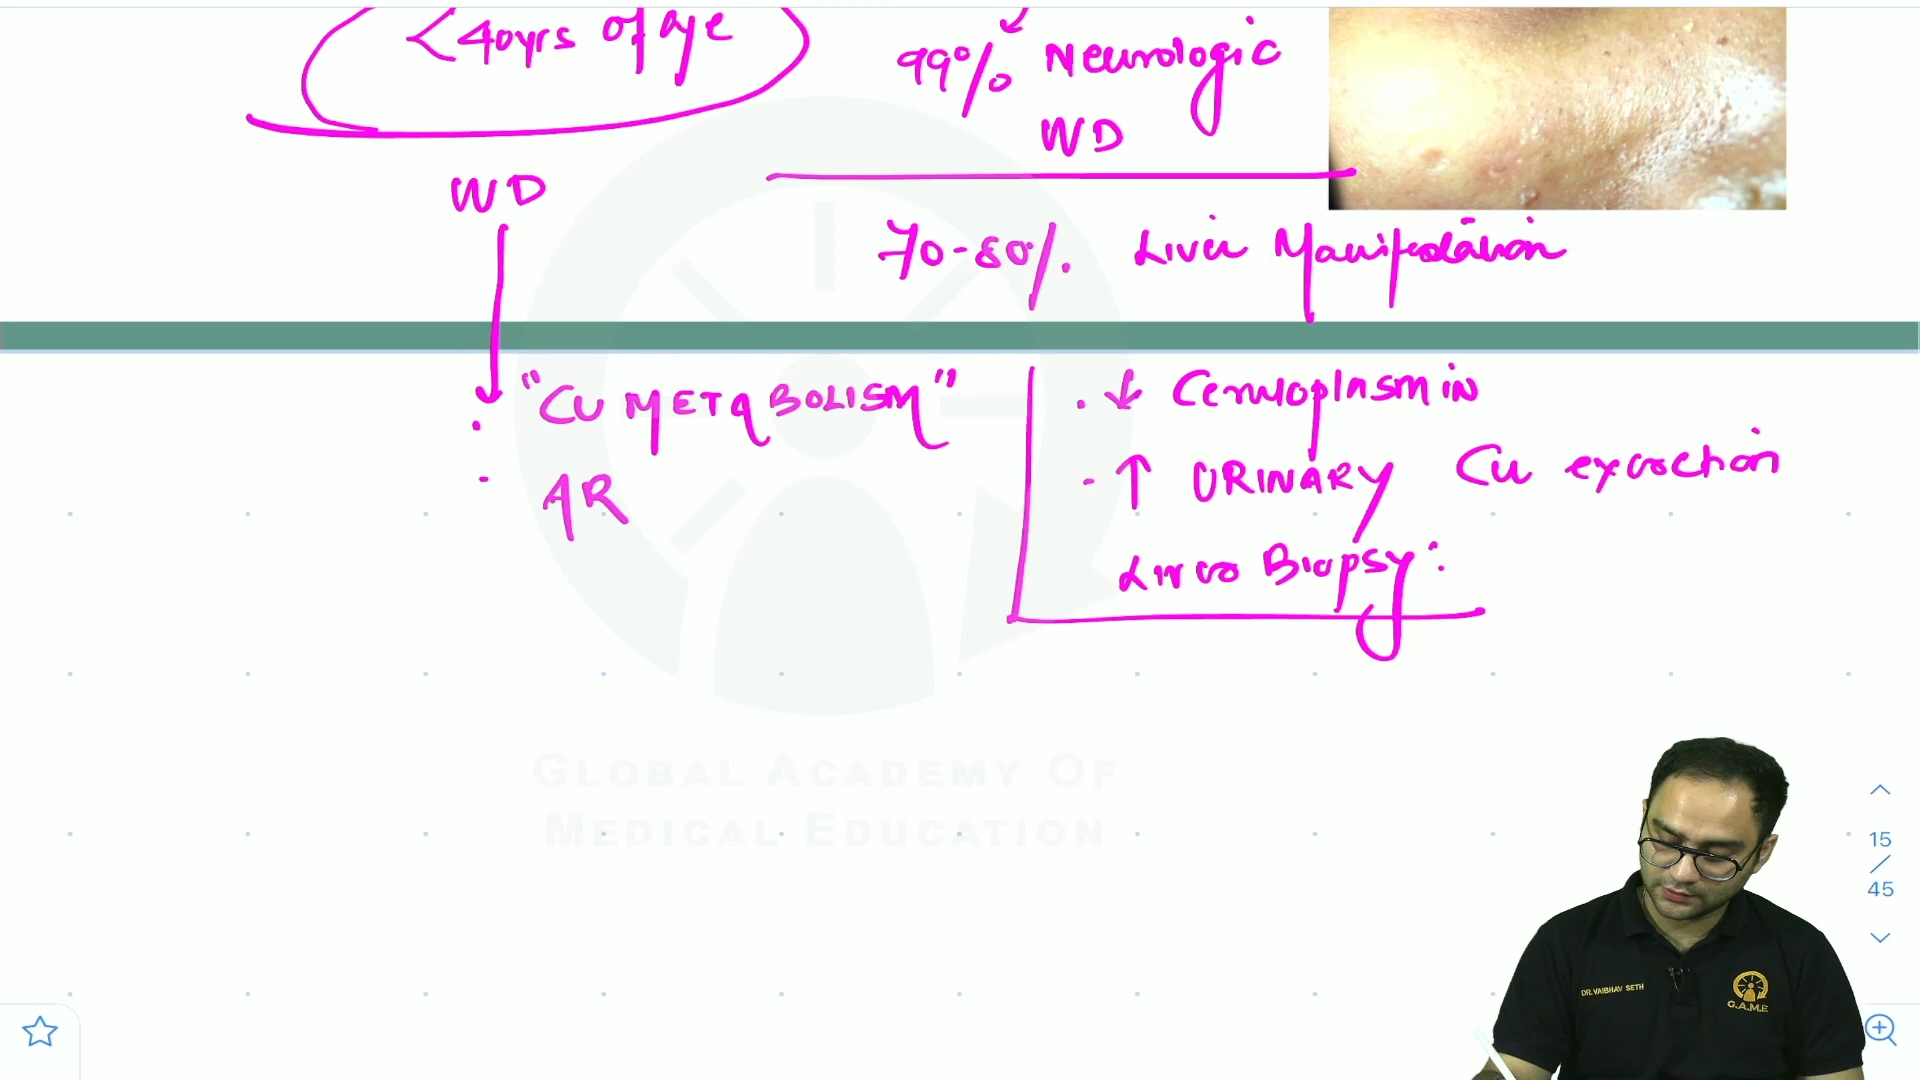 <40yrs of age
99% Neurologic
WD
WD
70-80%. Liver Manifestation
"CU METABOLISM"
. ↓ Ceruloplasmin
- ↑ URINARY Cu excretion
AR
Liver Biopsy:
GLOBAL ACADEMY OF
MEDICAL EDUCATION
15
/
45
DR.VAIBHAV SETH
G.A.M.E